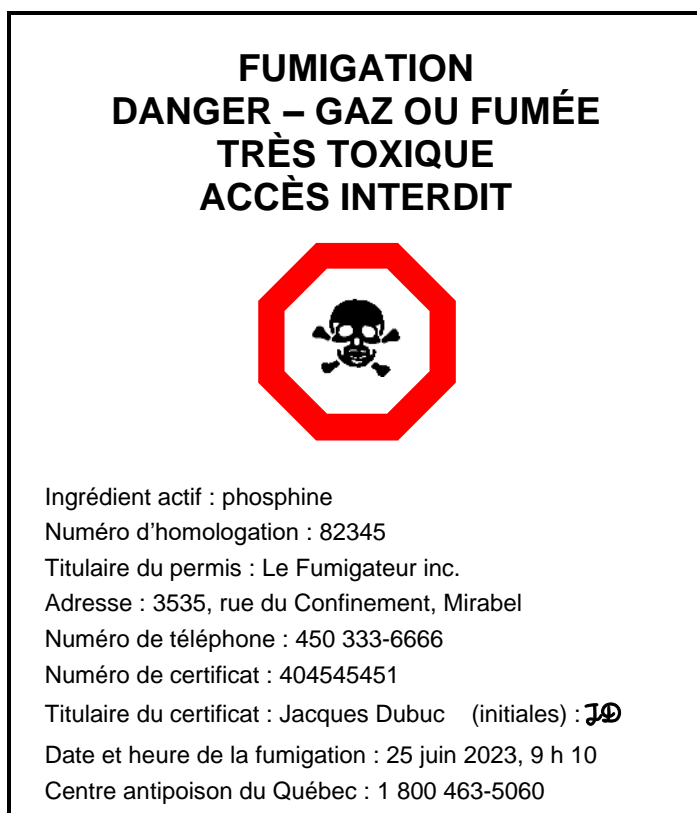 FUMIGATION
DANGER – GAZ OU FUMÉE
TRÈS TOXIQUE
ACCÈS INTERDIT
Ingrédient actif : phosphine
Numéro d'homologation : 82345
Titulaire du permis : Le Fumigateur inc.
Adresse : 3535, rue du Confinement, Mirabel
Numéro de téléphone : 450 333-6666
Numéro de certificat : 404545451
Titulaire du certificat : Jacques Dubuc (initiales) : JD
Date et heure de la fumigation : 25 juin 2023, 9 h 10
Centre antipoison du Québec : 1 800 463-5060